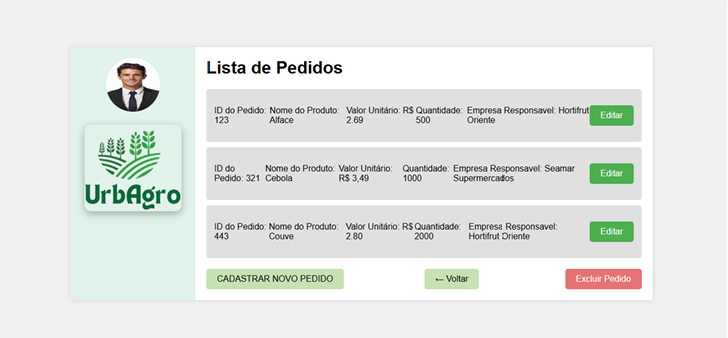 Lista de Pedidos
UrbAgro
ID do Pedido: Nome do Produto: Valor Unitário: R$ Quantidade: Empresa Responsavel: Hortifrut
123 Alface 2.69 500 Oriente
Editar
ID do Nome do Produto: Valor Unitário: Quantidade: Empresa Responsavel: Seamar
Pedido: 321 Cebola R$ 3,49 1000 Supermercados
Editar
ID do Pedido: Nome do Produto: Valor Unitário: R$ Quantidade: Empresa Responsavel:
443 Couve 2.80 2000 Hortifrut Oriente
Editar
CADASTRAR NOVO PEDIDO
← Voltar
Excluir Pedido